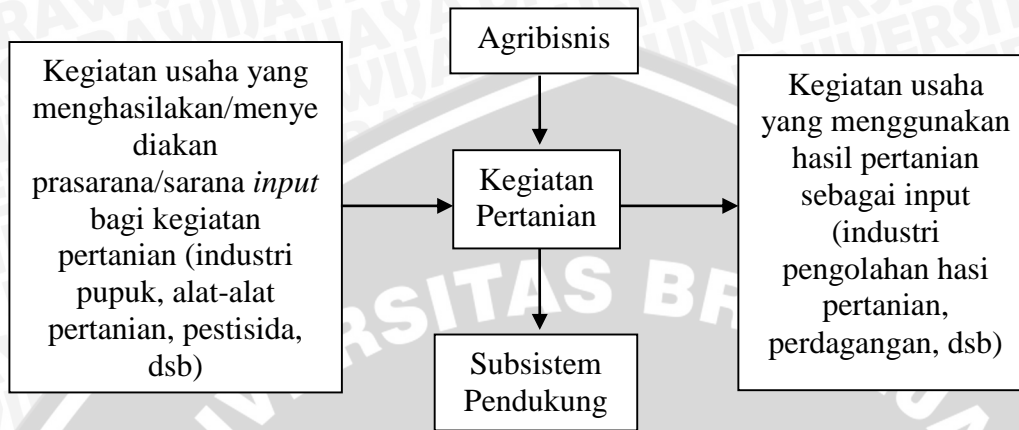 Agribisnis
Kegiatan usaha yang
menghasilakan/menye
diakan
prasarana/sarana input
bagi kegiatan
pertanian (industri
pupuk, alat-alat
pertanian, pestisida,
dsb)
Kegiatan
Pertanian
Kegiatan usaha
yang menggunakan
hasil pertanian
sebagai input
(industri
pengolahan hasi
pertanian,
perdagangan, dsb)
Subsistem
Pendukung